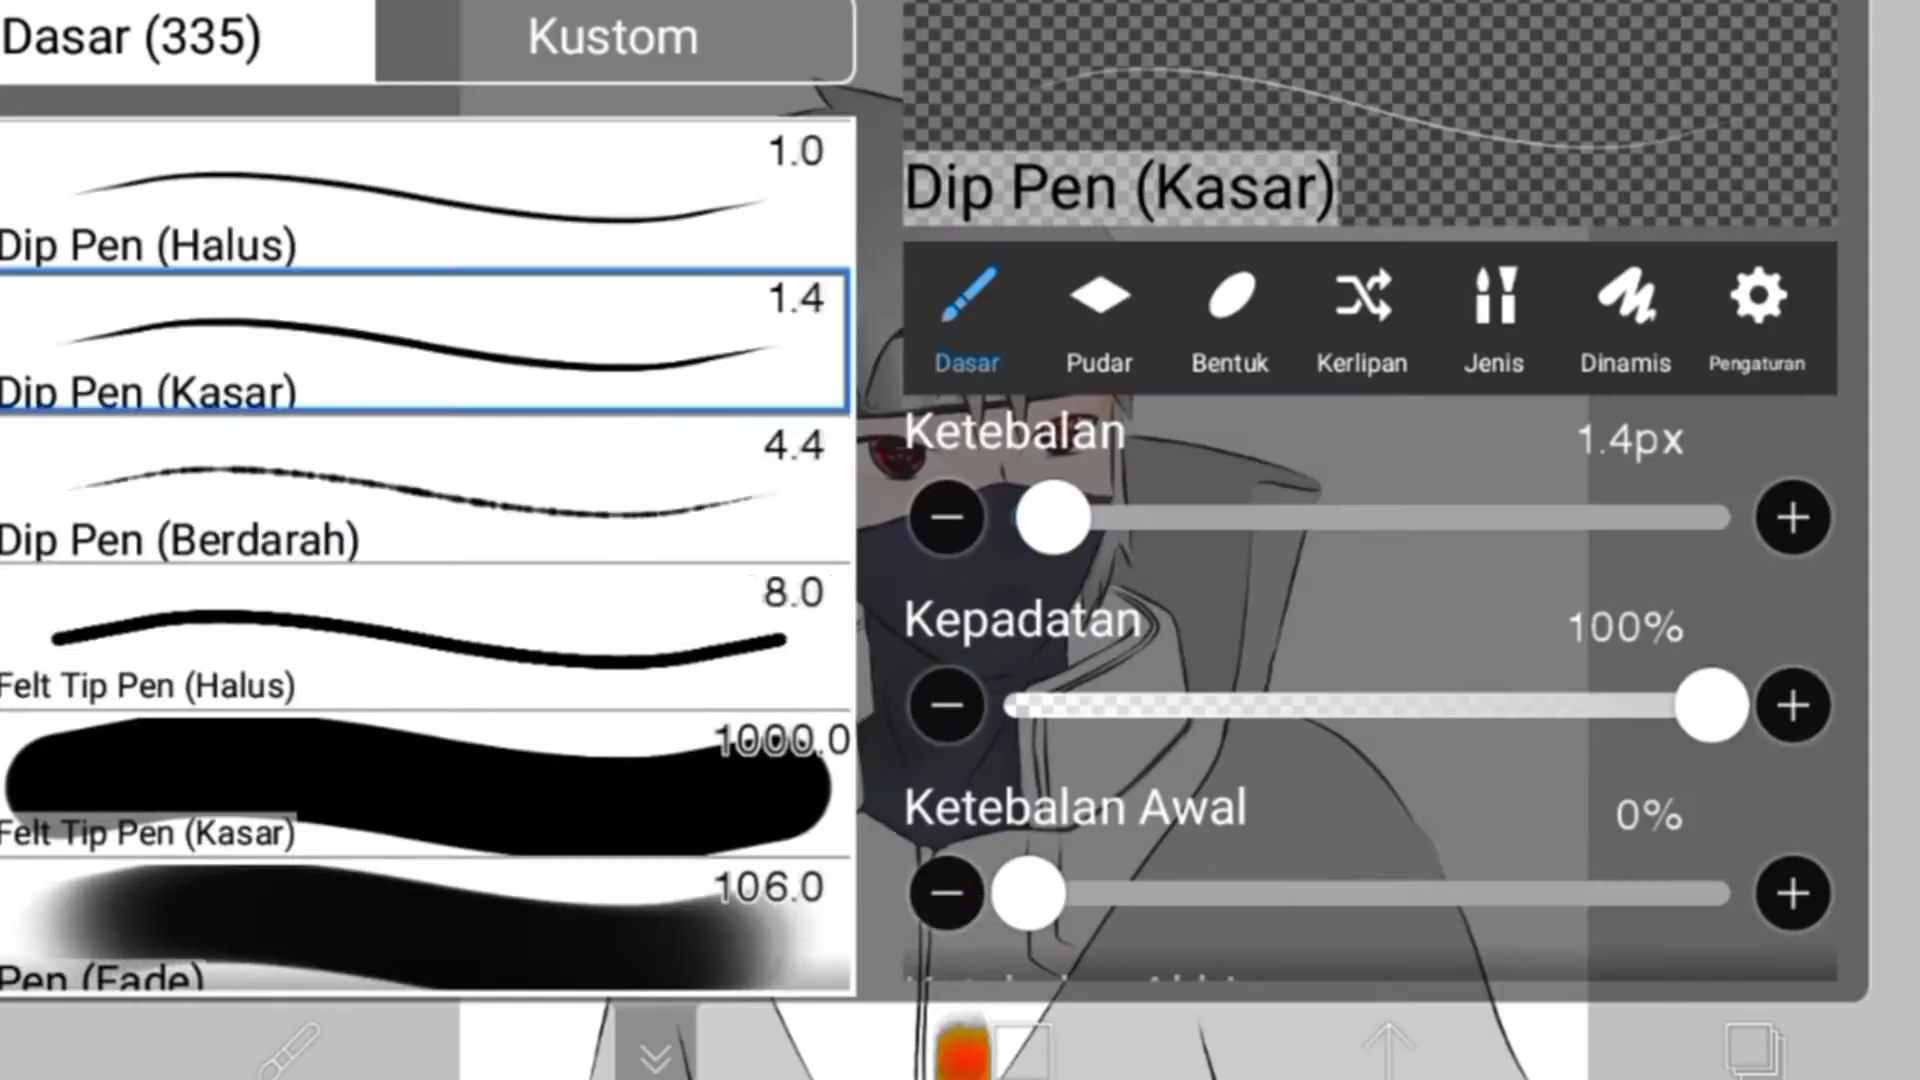 Dasar (335)
Kustom
1.0
Dip Pen (Halus)
1.4
Dip Pen (Kasar)
4.4
Dip Pen (Berdarah)
8.0
Felt Tip Pen (Halus)
1000.0
Felt Tip Pen (Kasar)
106.0
Pen (Fade)
Dip Pen (Kasar)
Dasar
Pudar
Bentuk
Kerlipan
Jenis
Dinamis
Pengaturan
Ketebalan
1.4px
Kepadatan
100%
Ketebalan Awal
0%